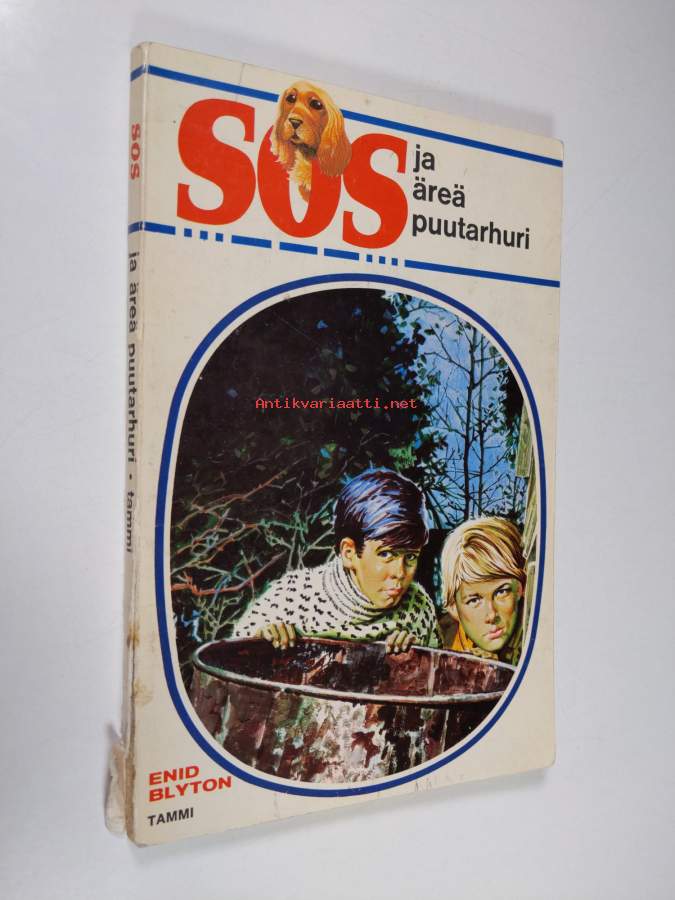 SOS
ja
äreä
puutarhuri
SOS
ja äreä puutarhuri • tammi
Antikvariaatti.net
ENID
BLYTON
TAMMI